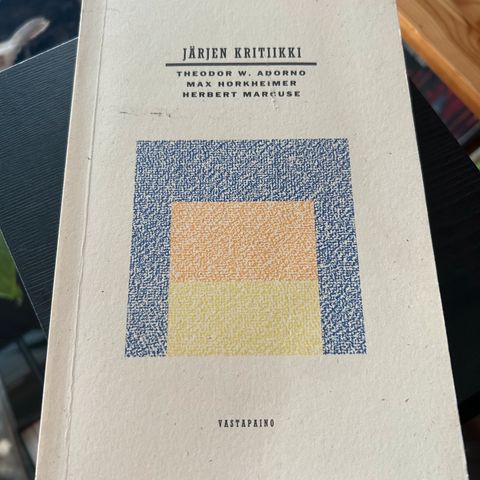 JÄRJEN KRITIIKKI
THEODOR W. ADORNO
MAX HORKHEIMER
HERBERT MARCUSE
VASTAPAINO